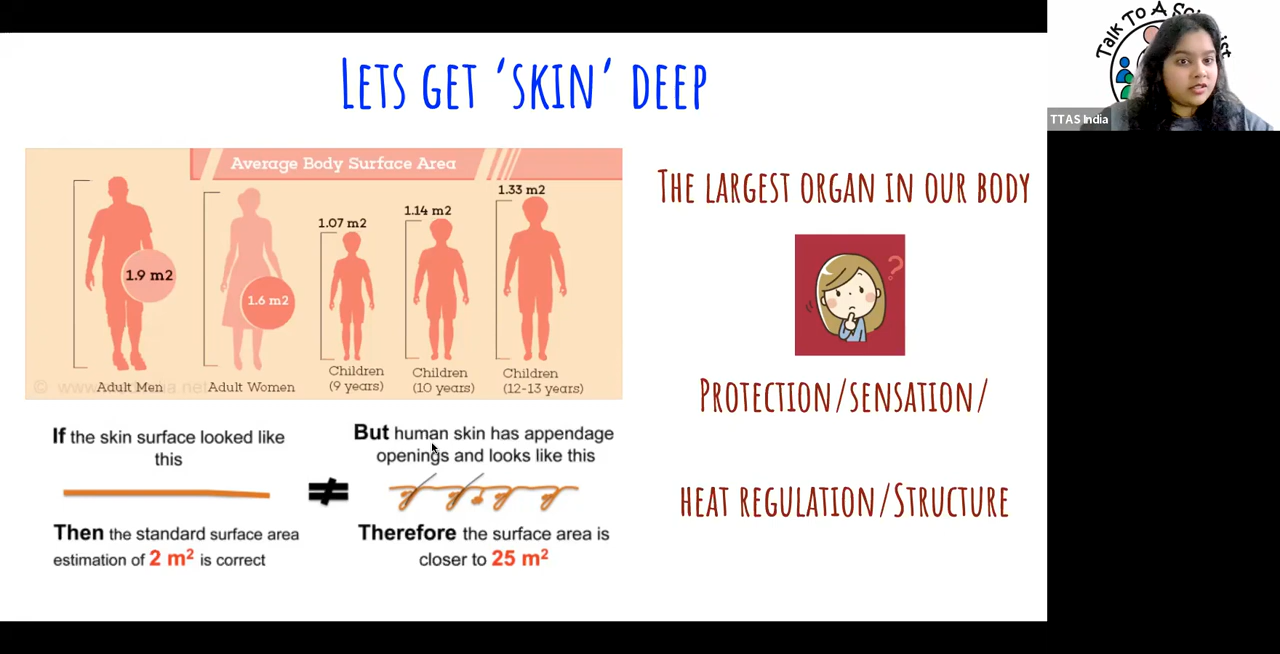 LETS GET ‘SKIN’ DEEP
Average Body Surface Area
1.9 m2
1.6 m2
1.07 m2
1.14 m2
1.33 m2
Adult Men
Adult Women
Children
(9 years)
Children
(10 years)
Children
(12-13 years)
If the skin surface looked like
this
≠
But human skin has appendage
openings and looks like this
Then the standard surface area
estimation of 2 m² is correct
Therefore the surface area is
closer to 25 m²
THE LARGEST ORGAN IN OUR BODY
?
PROTECTION/SENSATION/
HEAT REGULATION/STRUCTURE
Talk To A
TTAS India